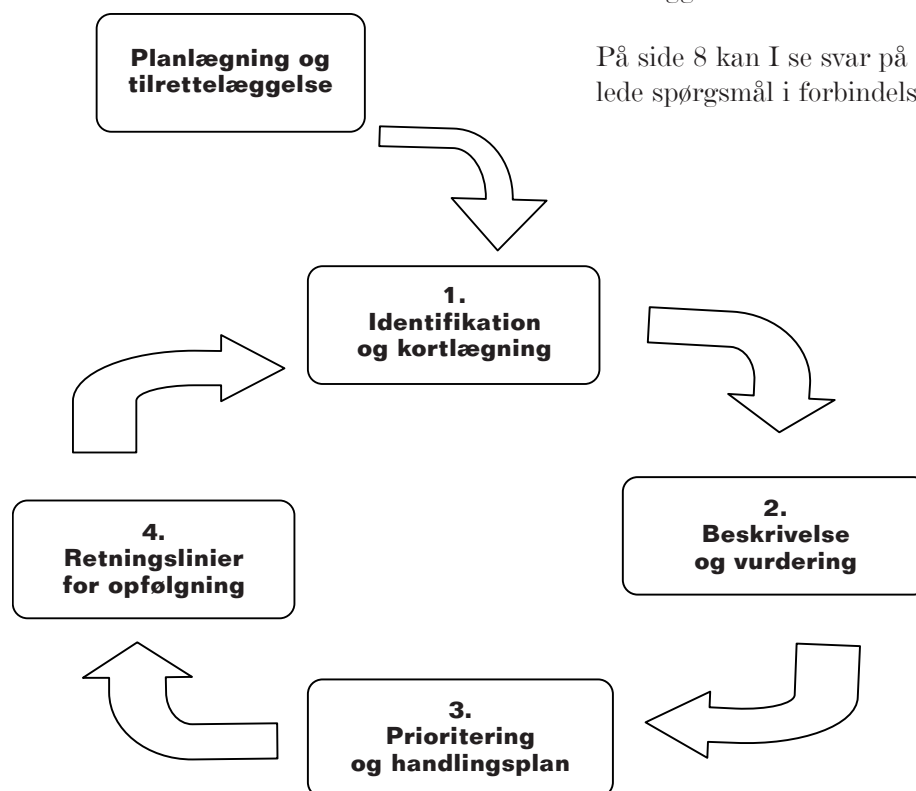 Planlægning og
tilrettelæggelse
På side 8 kan I se svar på
lede spørgsmål i forbindels
1.
Identifikation
og kortlægning
2.
Beskrivelse
og vurdering
3.
Prioritering
og handlingsplan
4.
Retningslinier
for opfølgning